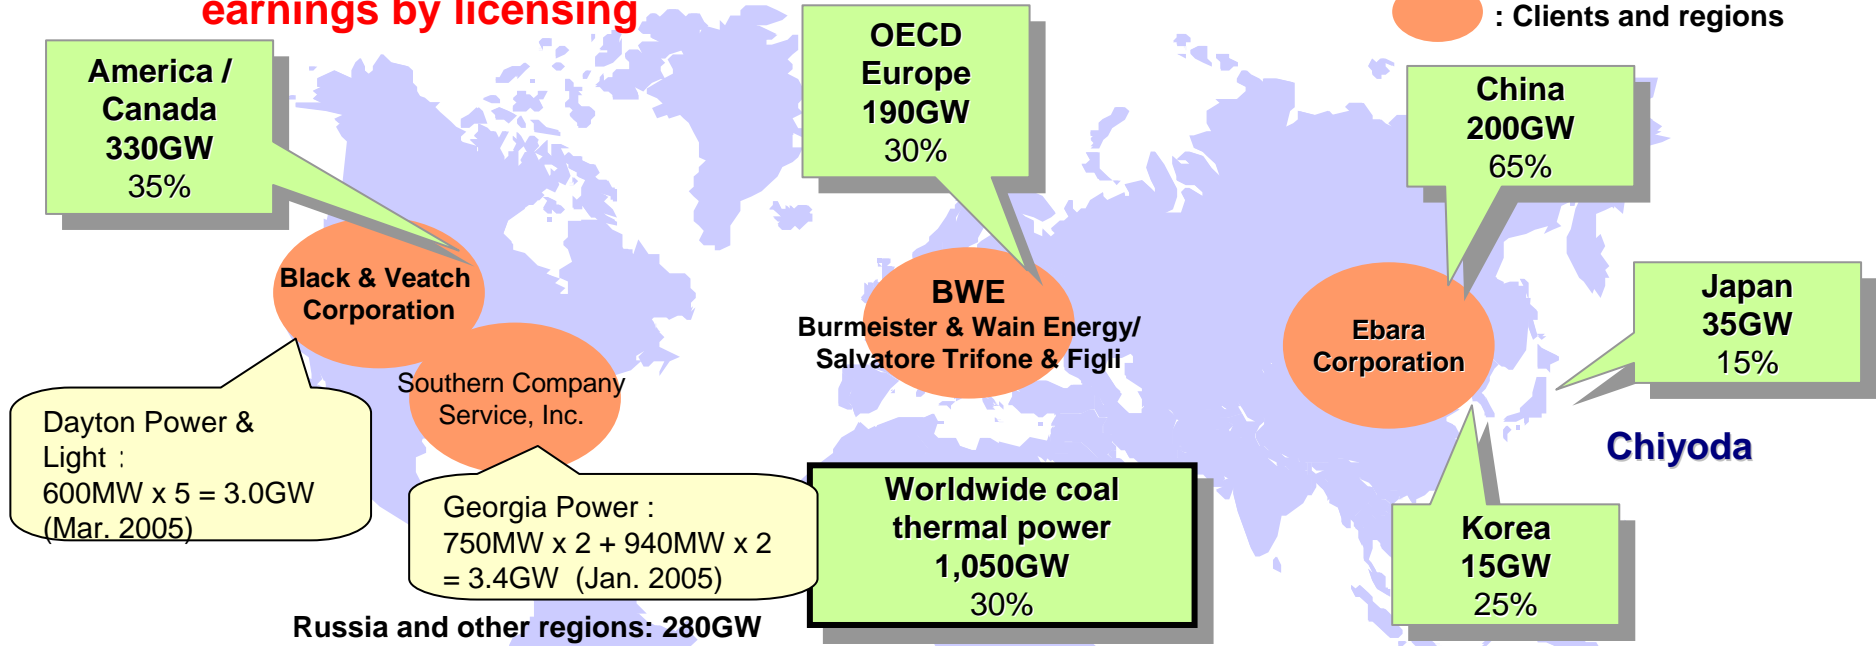 earnings by licensing
: Clients and regions
America /
Canada
330GW
35%
OECD
Europe
190GW
30%
China
200GW
65%
Japan
35GW
15%
Black & Veatch
Corporation
BWE
Burmeister & Wain Energy/
Salvatore Trifone & Figli
Ebara
Corporation
Southern Company
Service, Inc.
Dayton Power &
Light :
600MW x 5 = 3.0GW
(Mar. 2005)
Georgia Power :
750MW x 2 + 940MW x 2
= 3.4GW (Jan. 2005)
Chiyoda
Worldwide coal
thermal power
1,050GW
30%
Korea
15GW
25%
Russia and other regions: 280GW